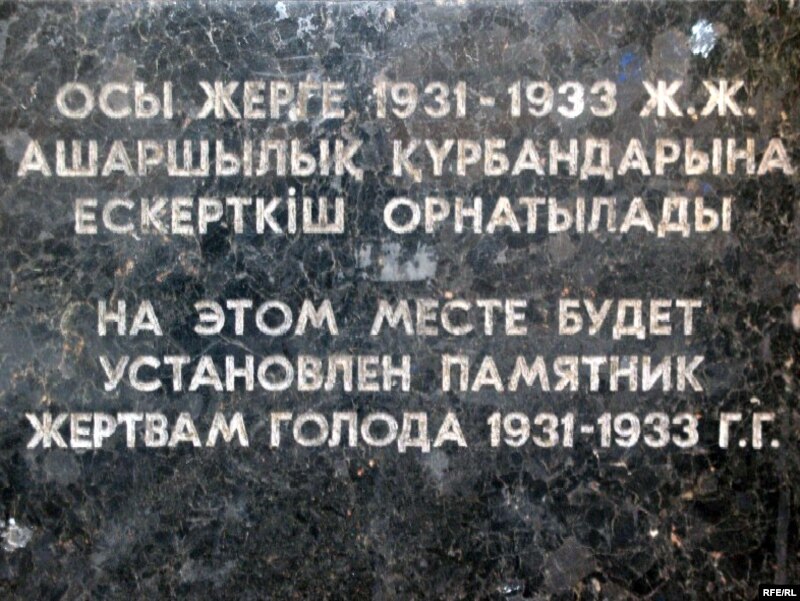 ОСЫ ЖЕРГЕ 1931-1933 Ж.Ж.
АШАРШЫЛЫҚ ҚҮРБАНДАРЫНА
ЕСКЕРТКІШ ОРНАТЫЛАДЫ
НА ЭТОМ МЕСТЕ БУДЕТ
УСТАНОВЛЕН ПАМЯТНИК
ЖЕРТВАМ ГОЛОДА 1931-1933 Г.Г.
RFE/RL